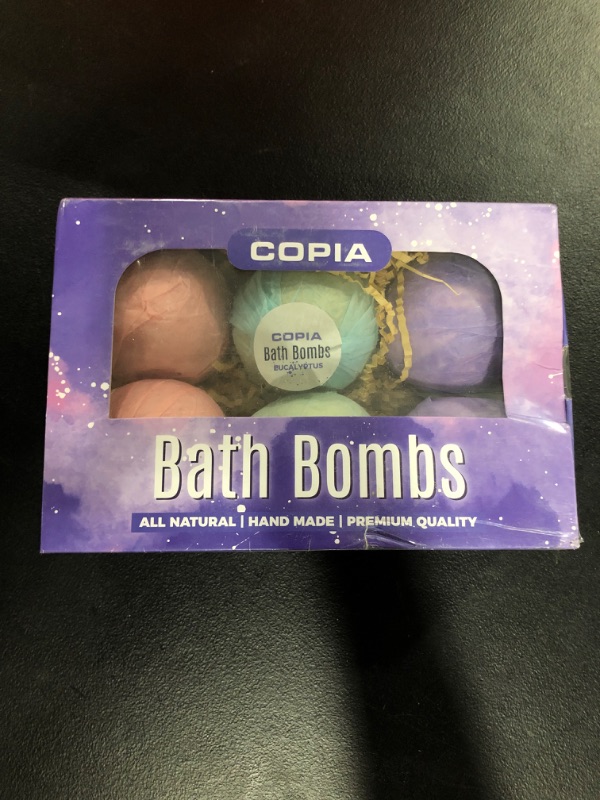 COPIA
COPIA
Bath Bombs
EUCALYPTUS
Bath Bombs
ALL NATURAL | HAND MADE | PREMIUM QUALITY